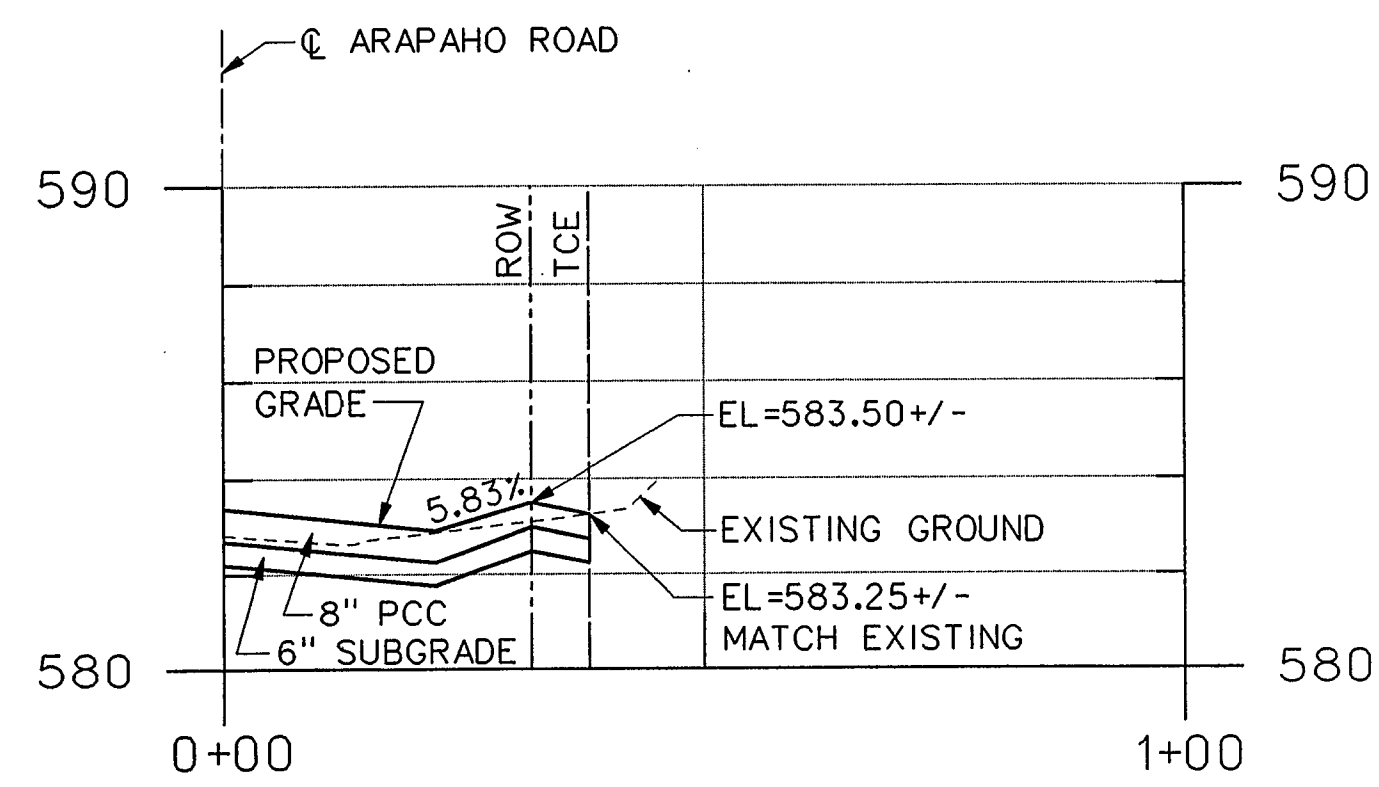 ℄ ARAPAHO ROAD
590
590
ROW
TCE
PROPOSED
GRADE
5.83%
EL=583.50+/-
EXISTING GROUND
EL=583.25+/-
MATCH EXISTING
8" PCC
6" SUBGRADE
580
580
0+00
1+00